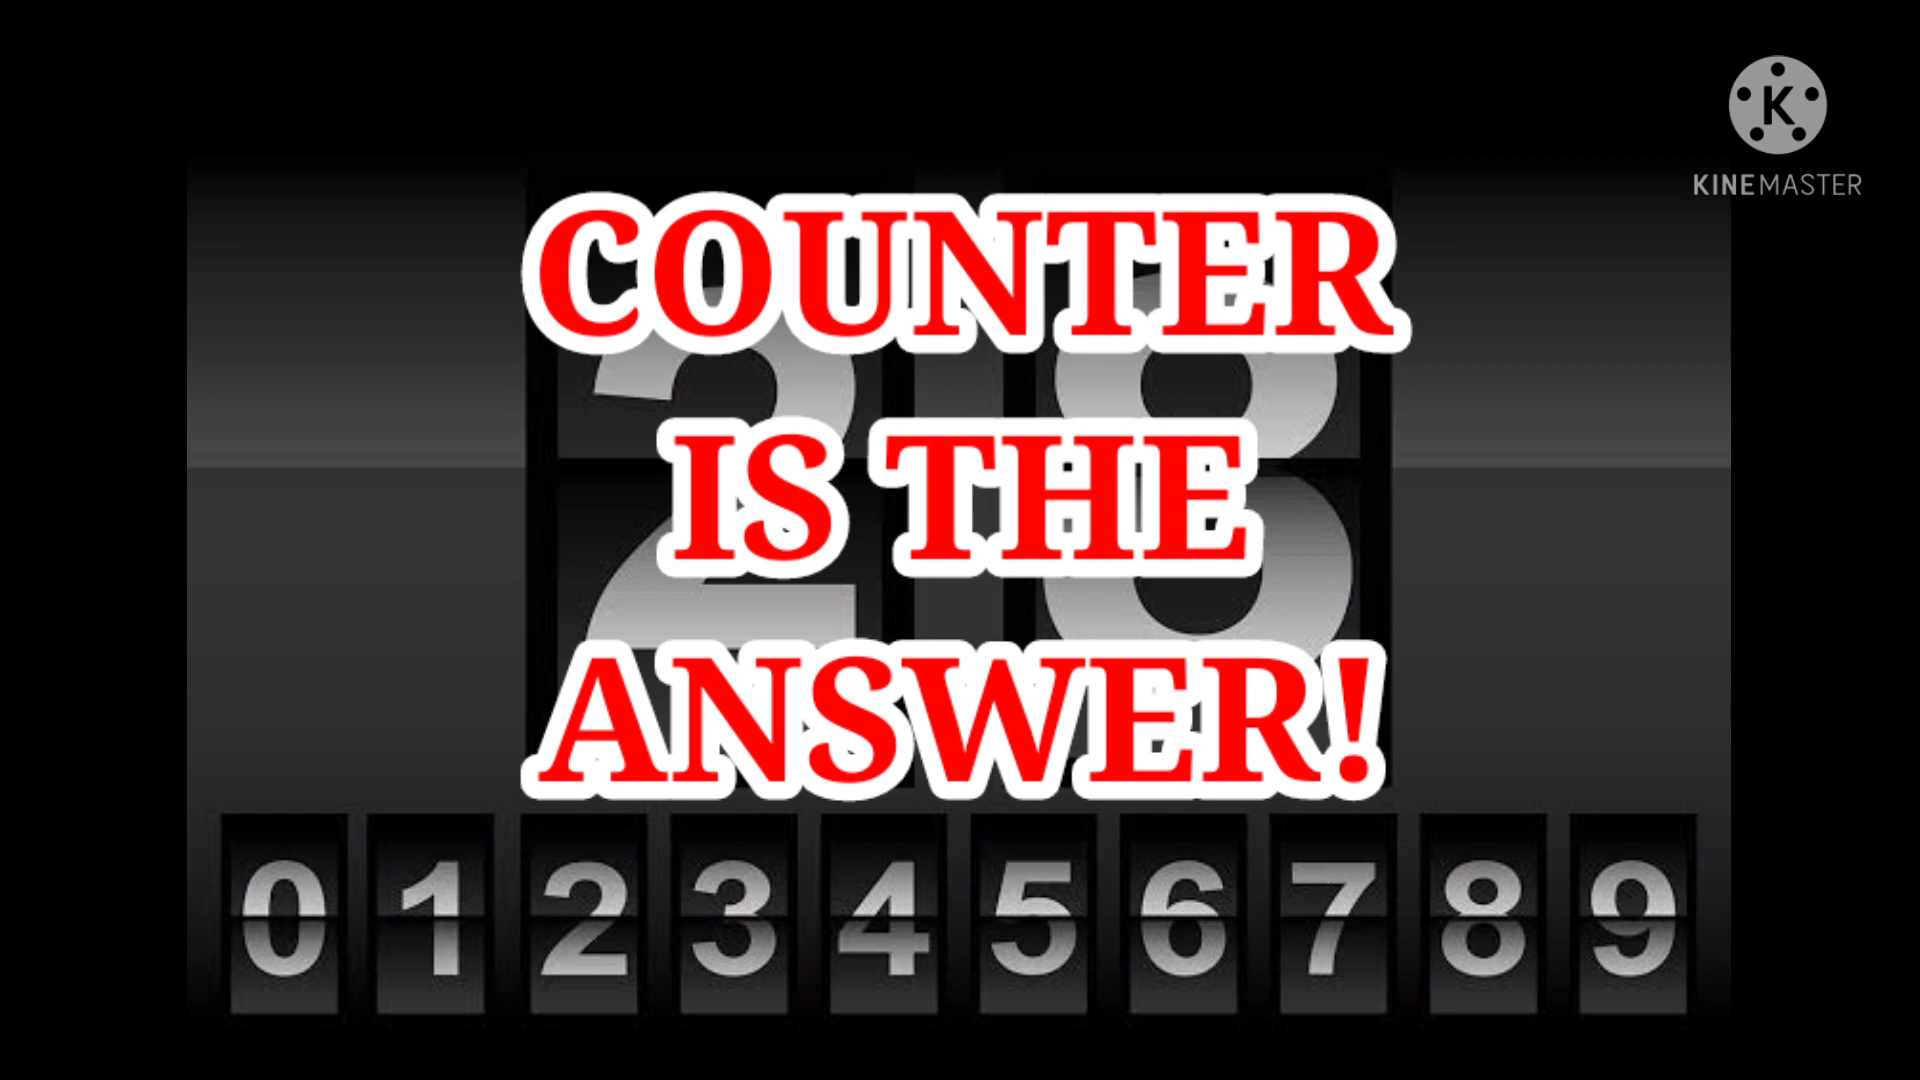 KINEMASTER
COUNTER
IS THE
ANSWER!
0 1 2 3 4 5 6 7 8 9